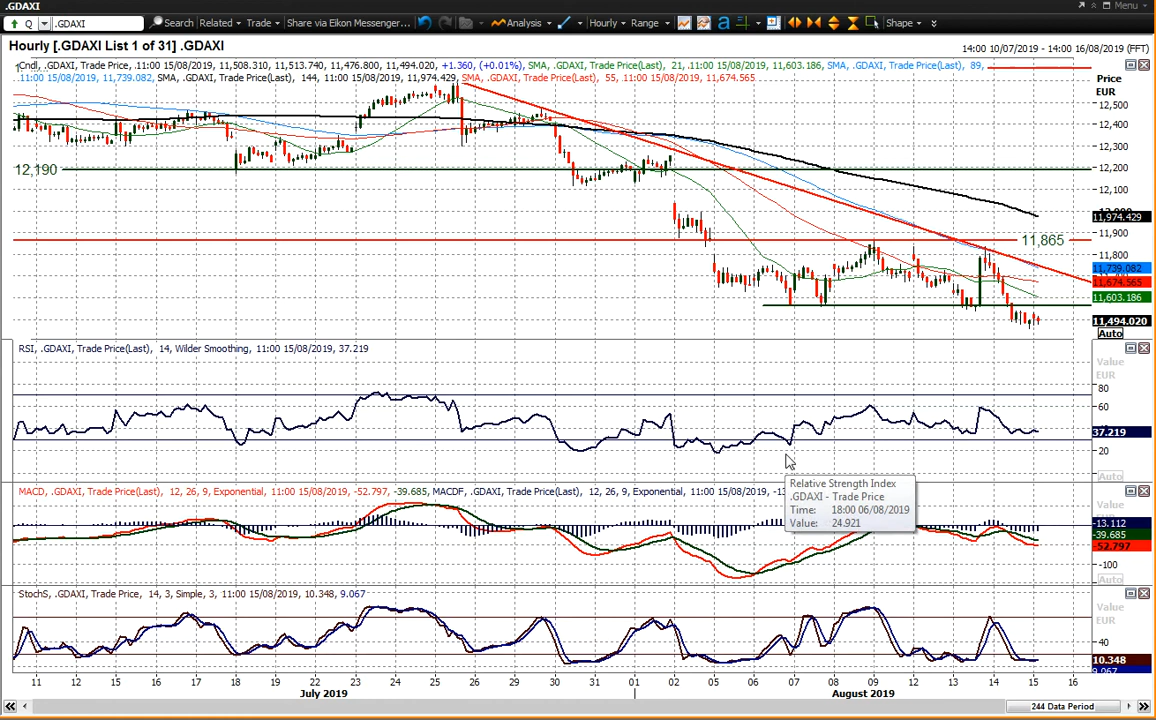 .GDAXI
Menu
Q .GDAXI Search Related Trade Share via Eikon Messenger... Analysis a Hourly Range Shape
Hourly [.GDAXI List 1 of 31] .GDAXI
14:00 10/07/2019 - 14:00 16/08/2019 (FFT)
Cndl, .GDAXI, Trade Price, .11:00 15/08/2019, 11,508.310, 11,513.740, 11,476.800, 11,494.020, +1.360, (+0.01%), SMA, .GDAXI, Trade Price(Last), 21, 11:00 15/08/2019, 11,603.186, SMA, .GDAXI, Trade Price(Last), 89,
11:00 15/08/2019, 11,739.082, SMA, .GDAXI, Trade Price(Last), 144, 11:00 15/08/2019, 11,974.429, SMA, .GDAXI, Trade Price(Last), 55, 11:00 15/08/2019, 11,674.565
Price
EUR
12,500
12,400
12,300
12,200
12,190
12,100
11,974.429
11,900
11,865
11,800
11,739.082
11,674.565
11,603.186
11,494.020
Auto
RSI, .GDAXI, Trade Price(Last), 14, Wilder Smoothing, 11:00 15/08/2019, 37.219
Value
EUR
80
60
37.219
20
Auto
Relative Strength Index
.GDAXI - Trade Price
Time: 18:00 06/08/2019
Value: 24.921
MACD, .GDAXI, Trade Price(Last), 12, 26, 9, Exponential, 11:00 15/08/2019, -52.797, -39.685, MACDF, .GDAXI, Trade Price(Last), 12, 26, 9, Exponential, 11:00 15/08/2019, -13.112
Value
-13.112
-39.685
-52.797
-100
Auto
StochS, .GDAXI, Trade Price, 14, 3, Simple, 3, 11:00 15/08/2019, 10.348, 9.067
Value
EUR
40
10.348
9.067
11 12 15 16 17 18 19 22 23 24 25 26 29 30 31 01 02 05 06 07 08 09 12 13 14 15 16
July 2019 August 2019
244 Data Period